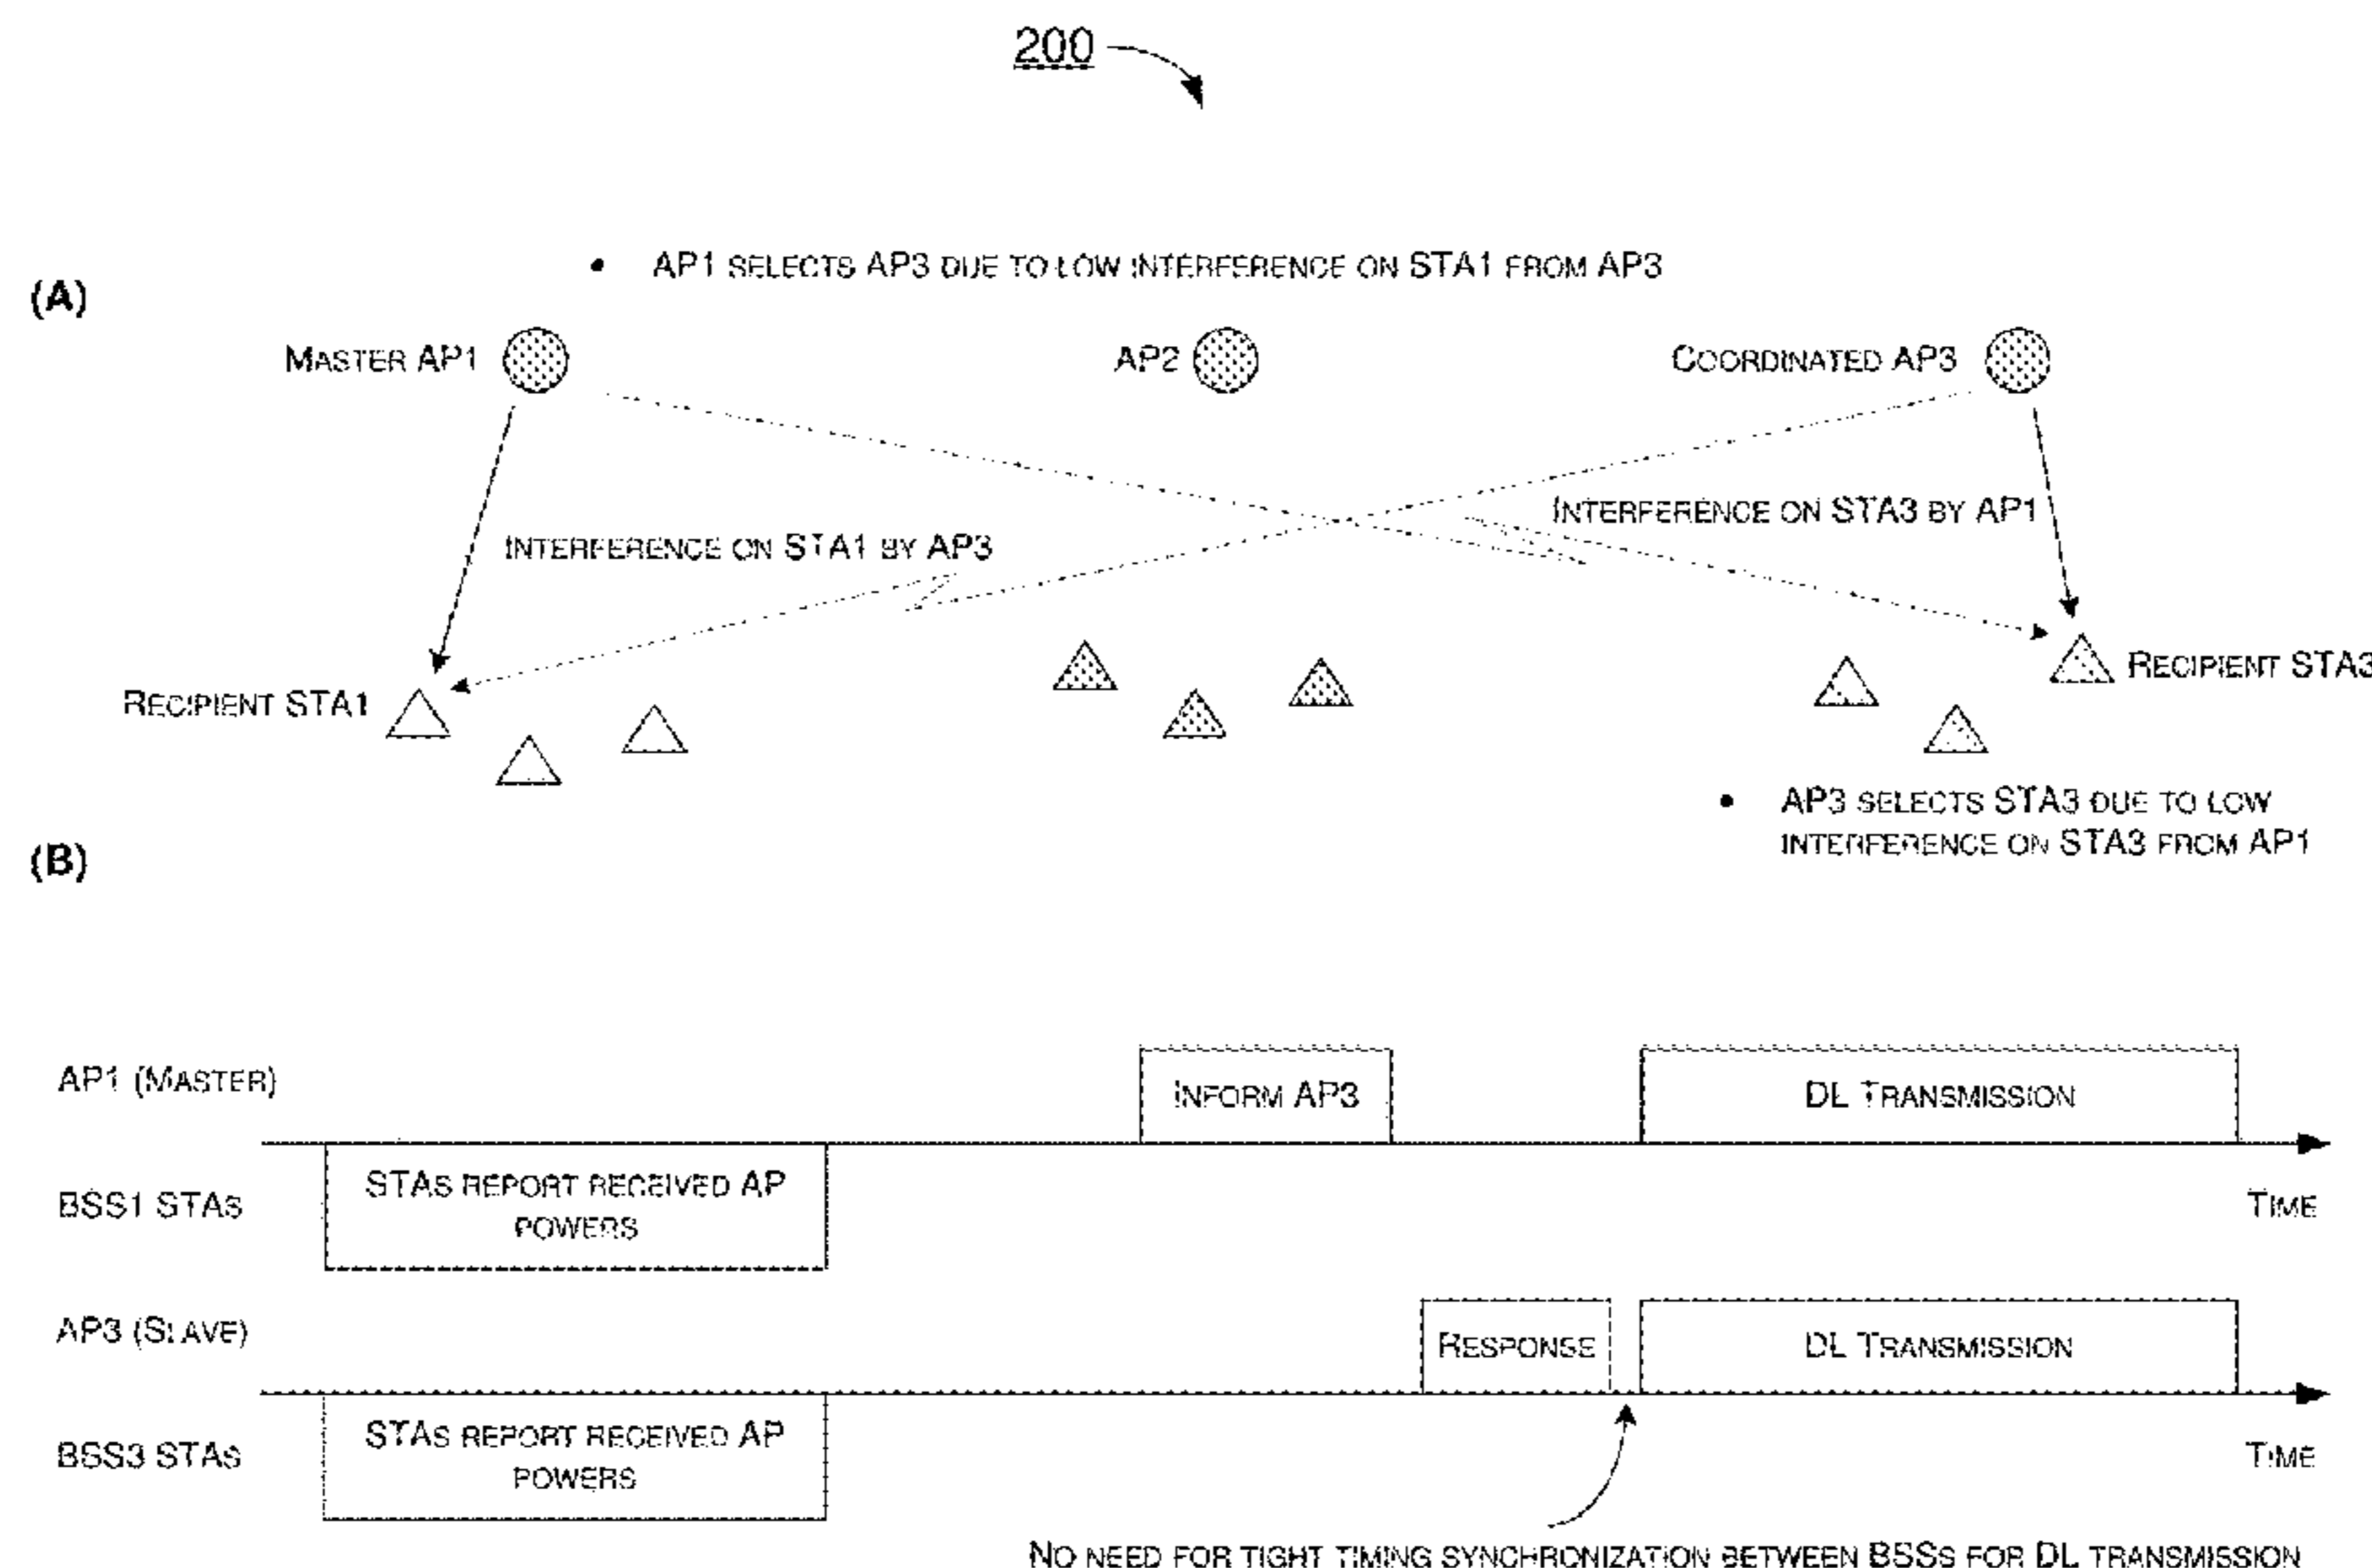 200
(A)
• AP1 SELECTS AP3 DUE TO LOW INTERFERENCE ON STA1 FROM AP3
MASTER AP1
AP2
COORDINATED AP3
INTERFERENCE ON STA3 BY AP1
INTERFERENCE ON STA1 BY AP3
RECIPIENT STA3
RECIPIENT STA1
• AP3 SELECTS STA3 DUE TO LOW
INTERFERENCE ON STA3 FROM AP1
(B)
AP1 (MASTER)
INFORM AP3
DL TRANSMISSION
BSS1 STAS
STAS REPORT RECEIVED AP
POWERS
TIME
AP3 (SLAVE)
RESPONSE
DL TRANSMISSION
BSS3 STAS
STAS REPORT RECEIVED AP
POWERS
TIME
NO NEED FOR TIGHT TIMING SYNCHRONIZATION BETWEEN BSSS FOR DL TRANSMISSION